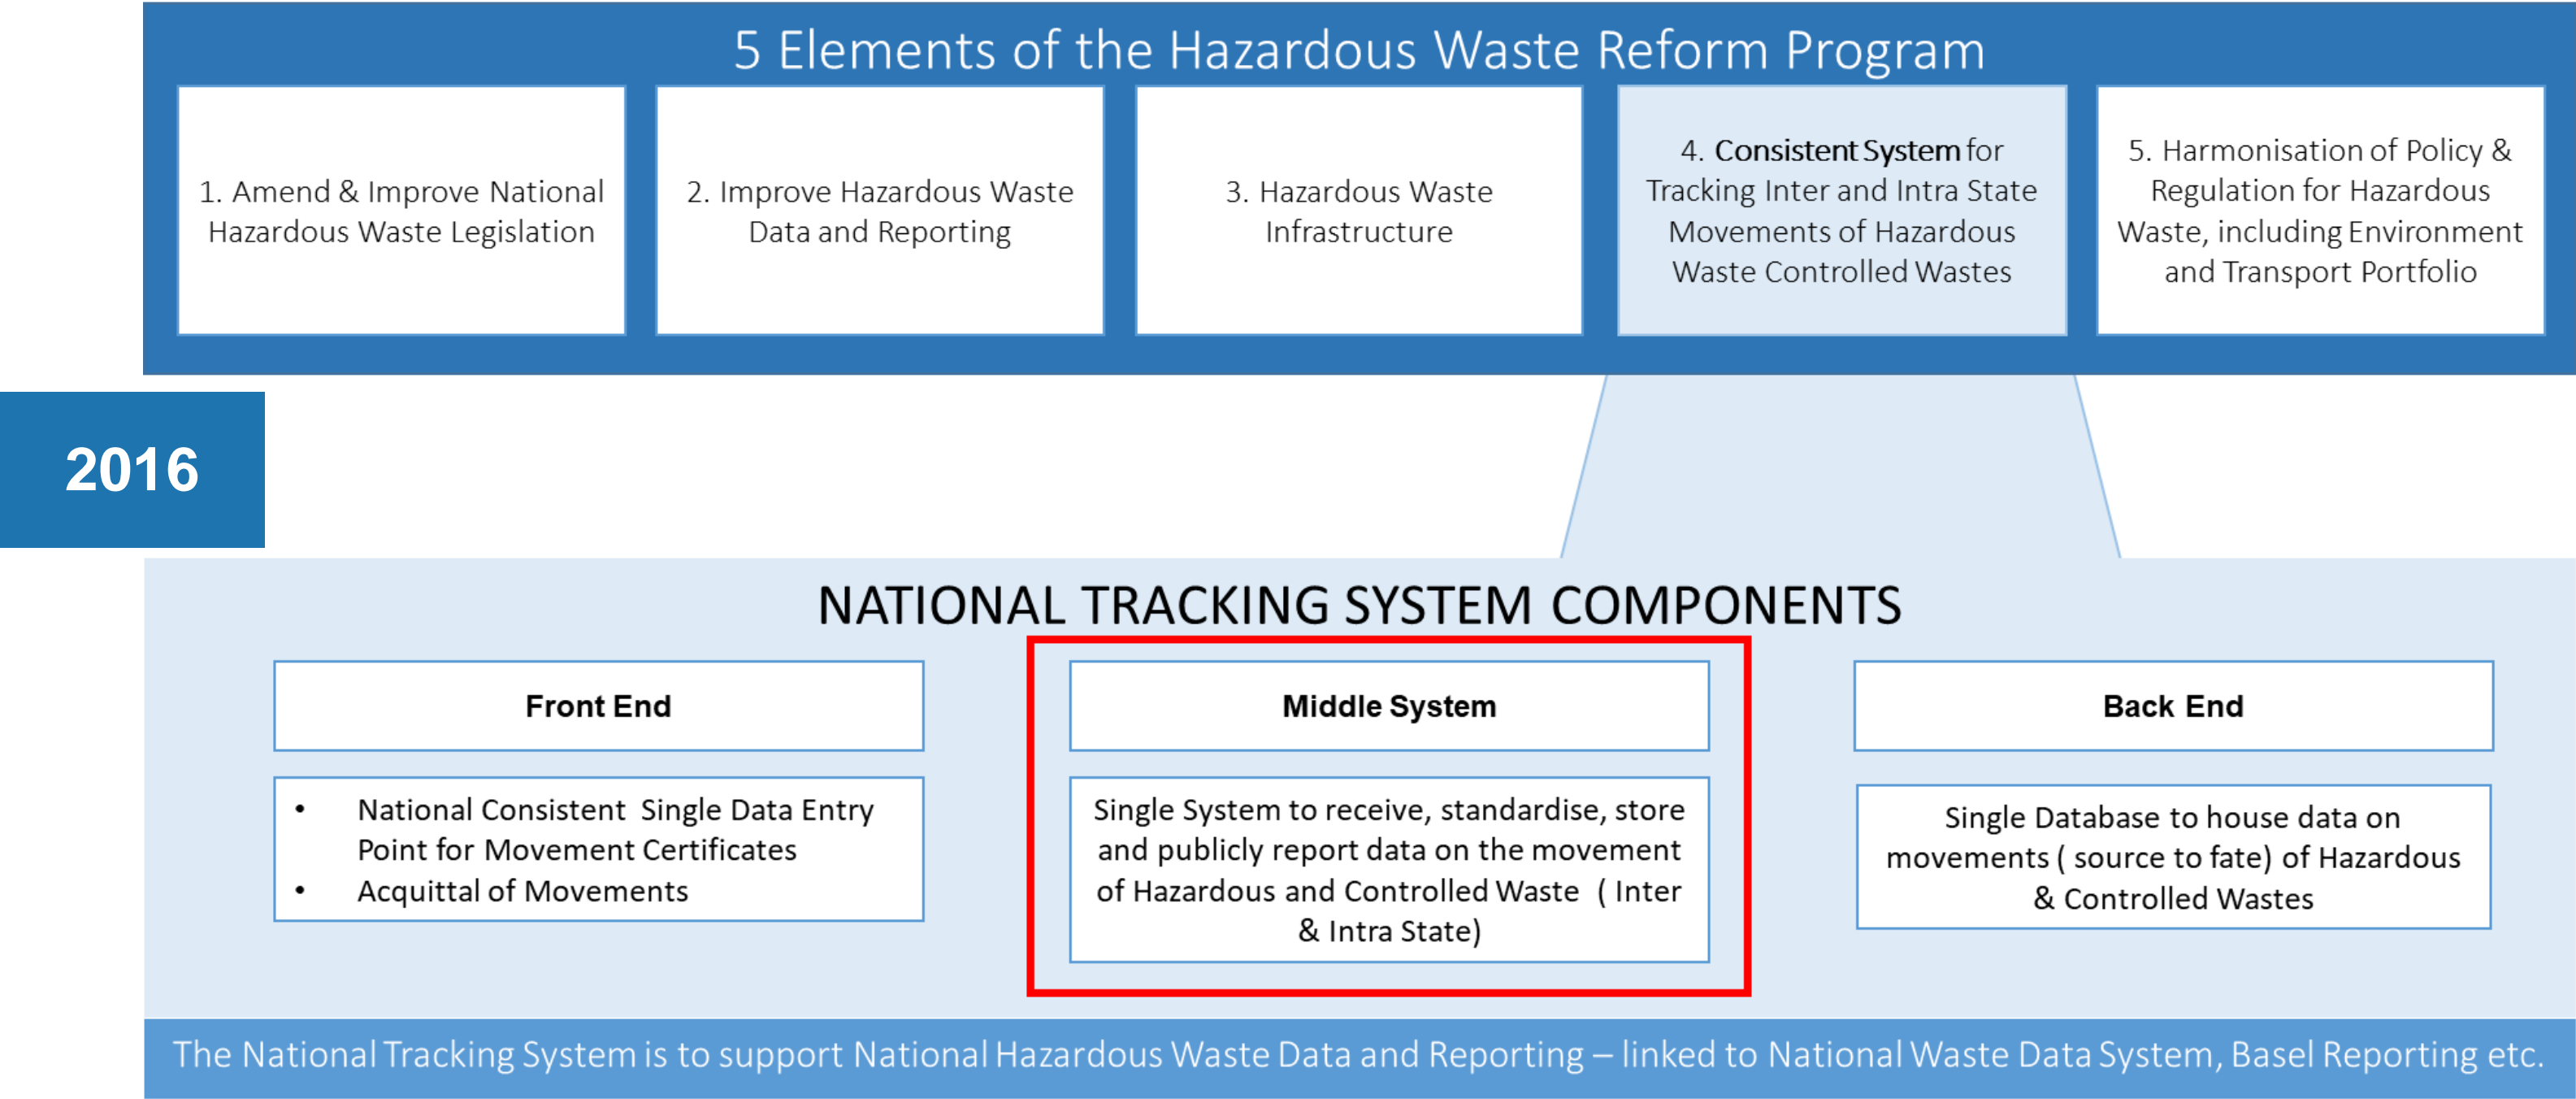 5 Elements of the Hazardous Waste Reform Program
1. Amend & Improve National
Hazardous Waste Legislation
2. Improve Hazardous Waste
Data and Reporting
3. Hazardous Waste
Infrastructure
4. Consistent System for
Tracking Inter and Intra State
Movements of Hazardous
Waste Controlled Wastes
5. Harmonisation of Policy &
Regulation for Hazardous
Waste, including Environment
and Transport Portfolio
2016
NATIONAL TRACKING SYSTEM COMPONENTS
Front End
• National Consistent Single Data Entry
Point for Movement Certificates
• Acquittal of Movements
Middle System
Single System to receive, standardise, store
and publicly report data on the movement
of Hazardous and Controlled Waste ( Inter
& Intra State)
Back End
Single Database to house data on
movements ( source to fate) of Hazardous
& Controlled Wastes
The National Tracking System is to support National Hazardous Waste Data and Reporting – linked to National Waste Data System, Basel Reporting etc.